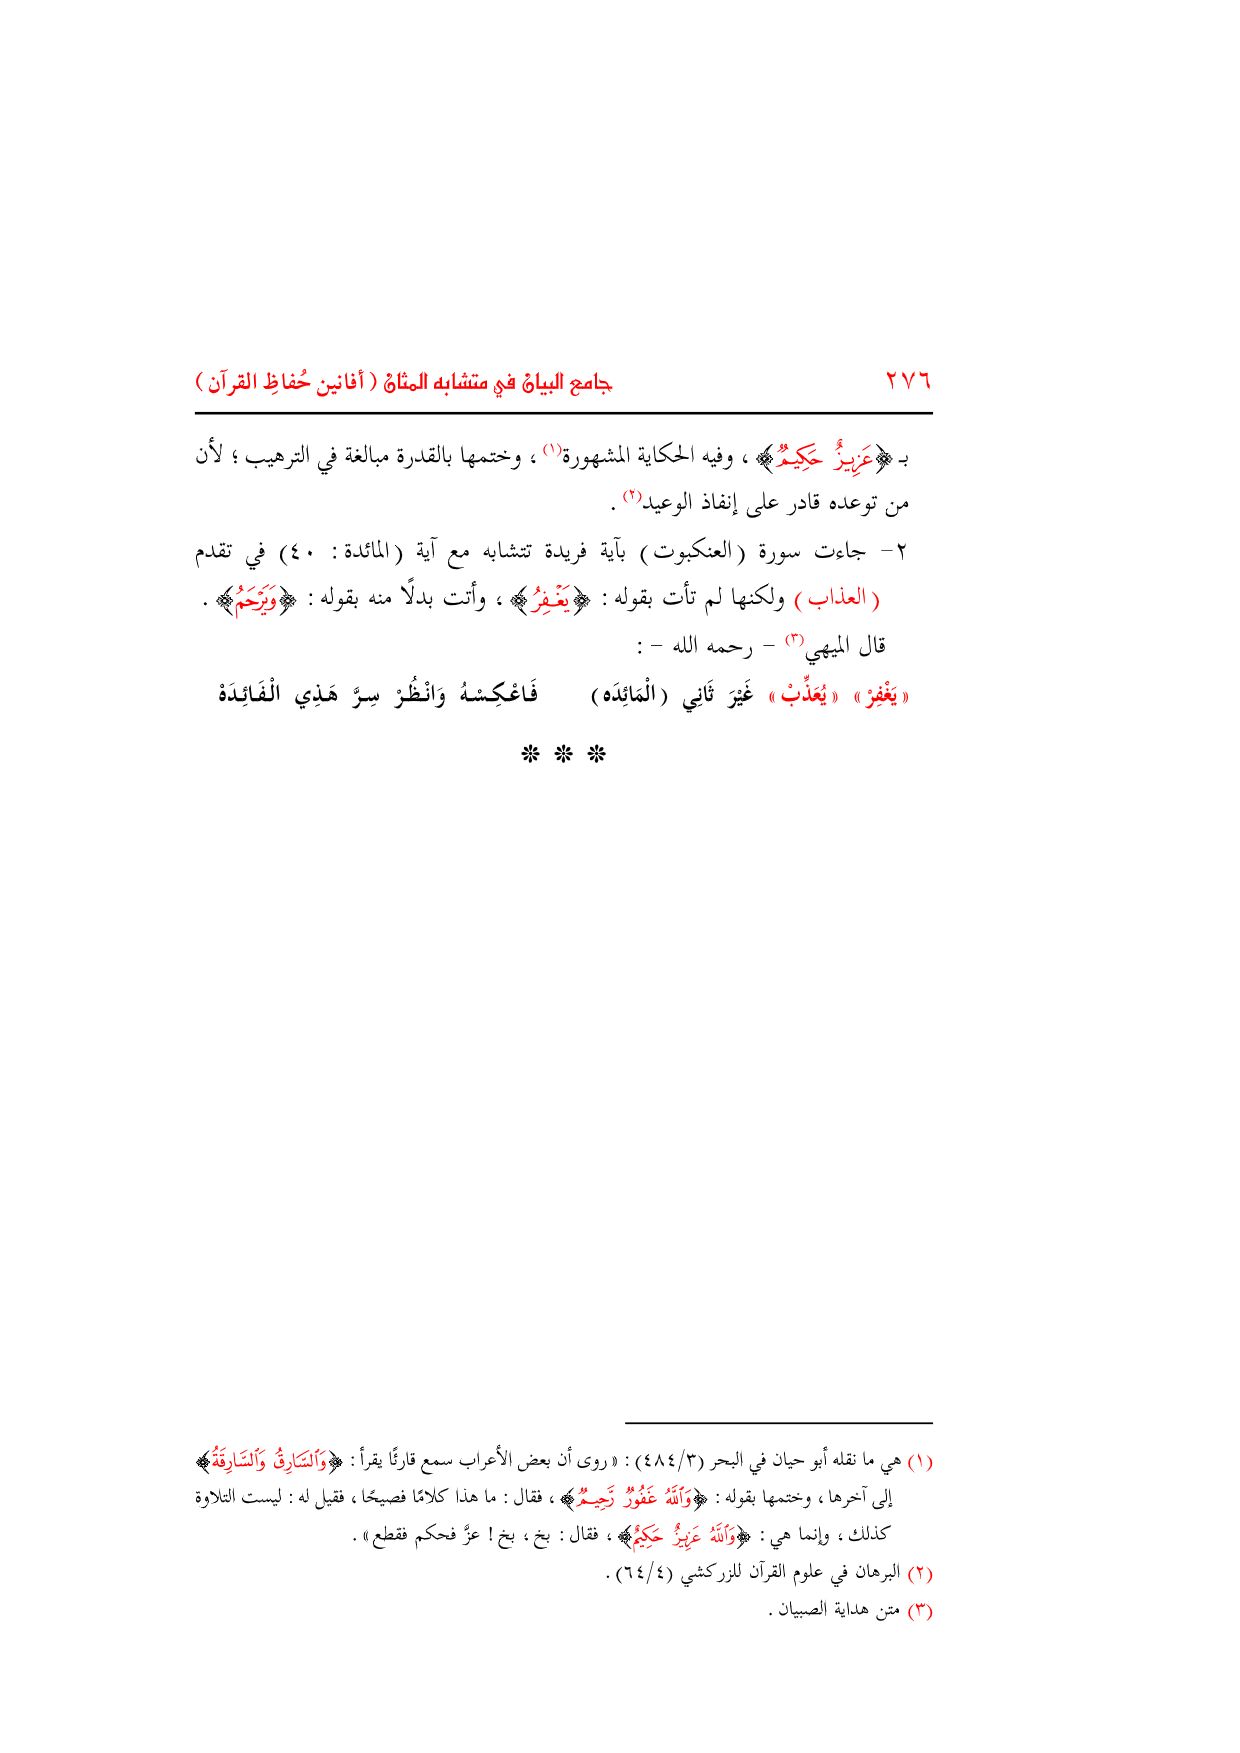 ٢٧٦
جامع البيان في متشابه المثان ( أفانين حُفاظِ القرآن )
بـ ﴿عَزِيزٌ حَكِيمٌ﴾ ، وفيه الحكاية المشهورة(١) ، وختمها بالقدرة مبالغة في الترهيب ؛ لأن
من توعده قادر على إنفاذ الوعيد(٢) .
٢- جاءت سورة ( العنكبوت ) بآية فريدة تتشابه مع آية ( المائدة : ٤٠) في تقدم
( العذاب ) ولكنها لم تأت بقوله : ﴿يَغْفِرُ﴾ ، وأتت بدلًا منه بقوله : ﴿وَيَرْحَمُ﴾ .
قال الميهي(٣) - رحمه الله - :
« يَغْفِرْ » « يُعَذِّبْ » غَيْرَ ثَانِي ( الْمَائِدَه ) فَاعْكِسْهُ وَانْظُرْ سِرَّ هَذِي الْفَائِدَهْ
❊ ❊ ❊
(١) هي ما نقله أبو حيان في البحر (٤٨٤/٣) : « روى أن بعض الأعراب سمع قارئًا يقرأ : ﴿وَٱلسَّارِقُ وَٱلسَّارِقَةُ﴾
إلى آخرها ، وختمها بقوله : ﴿وَٱللَّهُ غَفُورٌ رَّحِيمٌ﴾ ، فقال : ما هذا كلامًا فصيحًا ، فقيل له : ليست التلاوة
كذلك ، وإنما هي : ﴿وَٱللَّهُ عَزِيزٌ حَكِيمٌ﴾ ، فقال : بخ ، بخ ! عزَّ فحكم فقطع » .
(٢) البرهان في علوم القرآن للزركشي (٦٤/٤) .
(٣) متن هداية الصبيان .